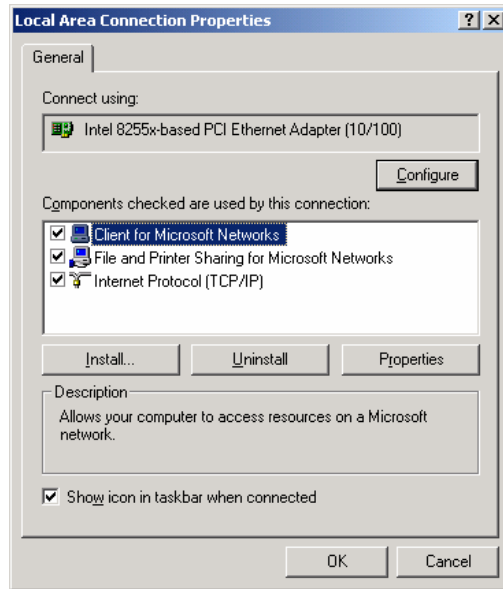 Local Area Connection Properties
General
Connect using:
Intel 8255x-based PCI Ethernet Adapter (10/100)
Configure
Components checked are used by this connection:
Client for Microsoft Networks
File and Printer Sharing for Microsoft Networks
Internet Protocol (TCP/IP)
Install... Uninstall Properties
Description
Allows your computer to access resources on a Microsoft
network.
Show icon in taskbar when connected
OK Cancel